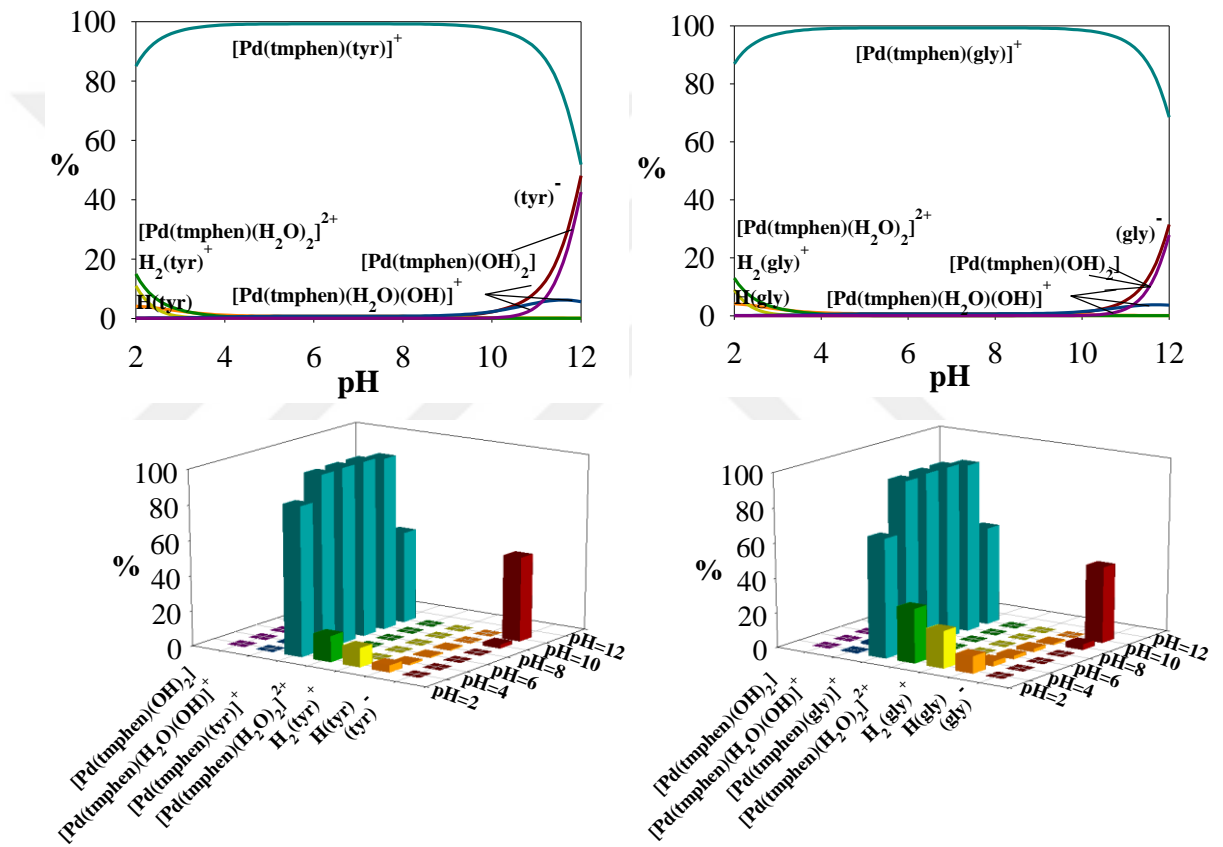 100
80
60
40
20
0
%
[Pd(tmphen)(tyr)]⁺
(tyr)⁻
[Pd(tmphen)(H₂O)₂]²⁺
H₂(tyr)⁺
H(tyr)
[Pd(tmphen)(OH)₂]
[Pd(tmphen)(H₂O)(OH)]⁺
2 4 6 8 10 12
pH
100
80
60
40
20
0
%
[Pd(tmphen)(gly)]⁺
(gly)⁻
[Pd(tmphen)(H₂O)₂]²⁺
H₂(gly)⁺
H(gly)
[Pd(tmphen)(OH)₂]
[Pd(tmphen)(H₂O)(OH)]⁺
2 4 6 8 10 12
pH
100
80
60
40
20
0
%
[Pd(tmphen)(OH)₂]
[Pd(tmphen)(H₂O)(OH)]⁺
[Pd(tmphen)(tyr)]⁺
[Pd(tmphen)(H₂O)₂]²⁺
H₂(tyr)⁺
H(tyr)
(tyr)⁻
pH=2
pH=4
pH=6
pH=8
pH=10
pH=12
100
80
60
40
20
0
%
[Pd(tmphen)(OH)₂]
[Pd(tmphen)(H₂O)(OH)]⁺
[Pd(tmphen)(gly)]⁺
[Pd(tmphen)(H₂O)₂]²⁺
H₂(gly)⁺
H(gly)
(gly)⁻
pH=2
pH=4
pH=6
pH=8
pH=10
pH=12